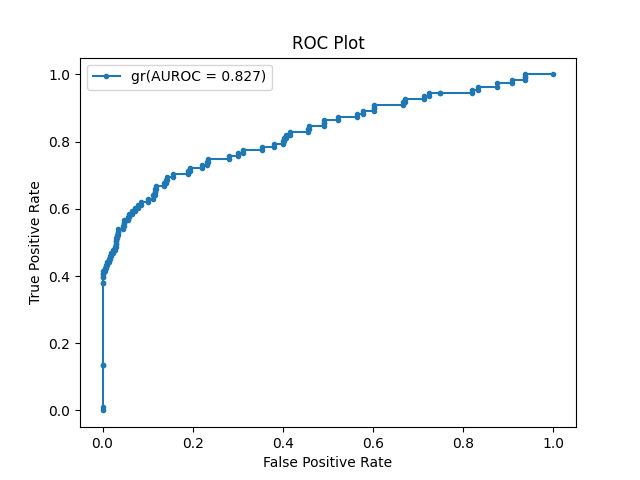 ROC Plot
gr(AUROC = 0.827)
1.0
0.8
0.6
0.4
0.2
0.0
True Positive Rate
0.0 0.2 0.4 0.6 0.8 1.0
False Positive Rate